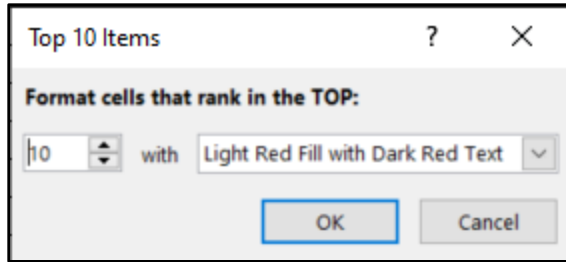 Top 10 Items ? ×
Format cells that rank in the TOP:
10 with Light Red Fill with Dark Red Text
OK Cancel